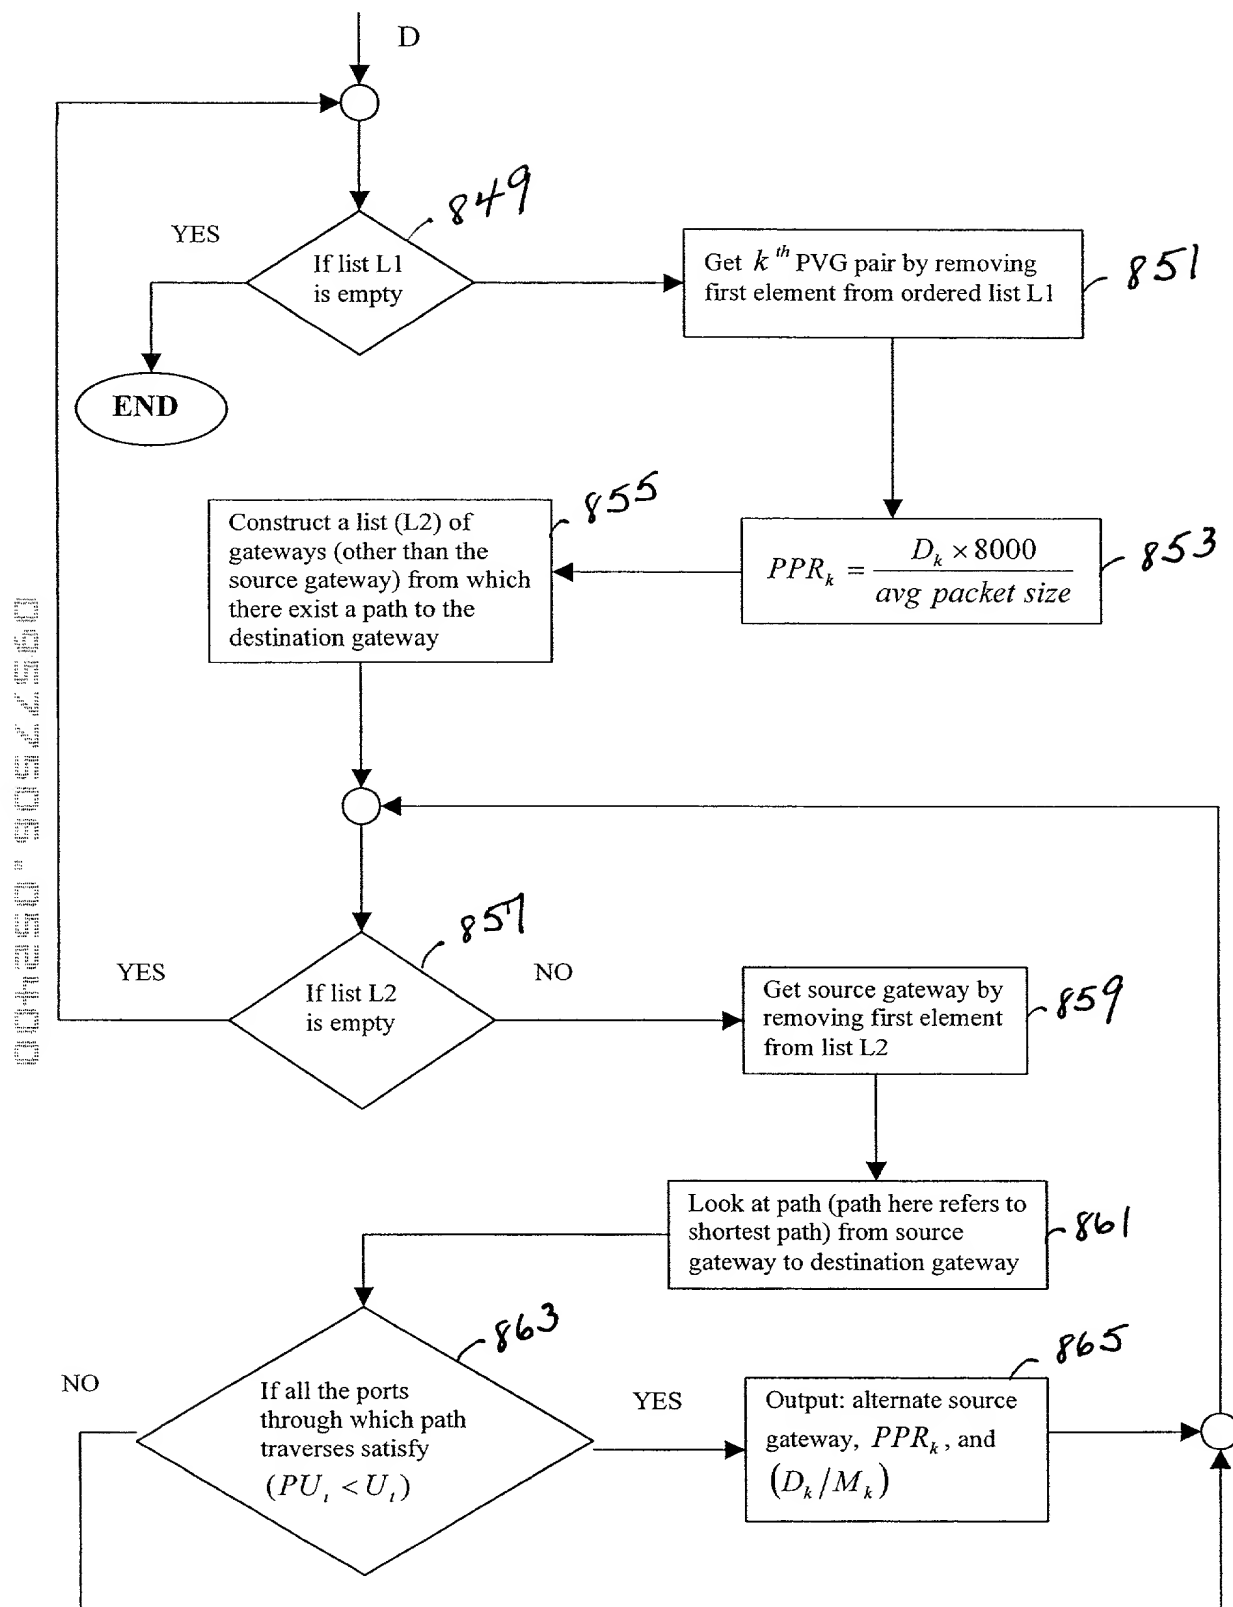 D
849
YES
If list L1
is empty
Get k th PVG pair by removing
first element from ordered list L1
851
END
855
Construct a list (L2) of
gateways (other than the
source gateway) from which
there exist a path to the
destination gateway
PPR_k = D_k × 8000 / avg packet size
853
857
YES
NO
If list L2
is empty
Get source gateway by
removing first element
from list L2
859
Look at path (path here refers to
shortest path) from source
gateway to destination gateway
861
863
865
NO
If all the ports
through which path
traverses satisfy
(PU_i < U_i)
YES
Output: alternate source
gateway, PPR_k, and
(D_k/M_k)